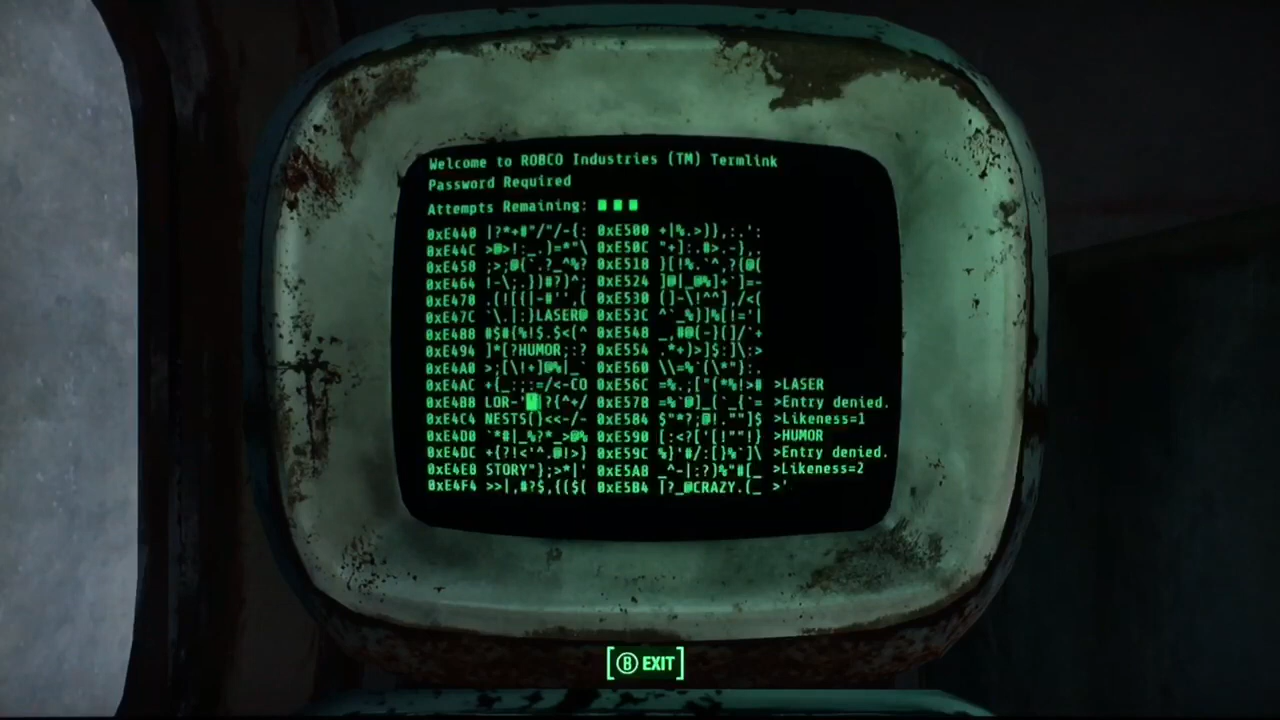 Welcome to ROBCO Industries (TM) Termlink
Password Required
Attempts Remaining:
0xE440 |?*+#"/"/-{: 0xE500 +|%.>}},:.':
0xE44C >@>!:_.)=*"\ 0xE50C "+]:.#>.-},,
0xE458 ;>;@(`.?_^%? 0xE518 }[!%.`^,?{@(
0xE464 !-\:.})#?)^; 0xE524 ]@|_@%]+`]=-
0xE470 .(![{|-#'',( 0xE530 (]-\!^^],/<(
0xE47C `\.|:)LASER@ 0xE53C ^`_%)]%[!='|
0xE488 #$#(%!$.$<(^ 0xE548 _,#@(-}(]/`+
0xE494 ]*[?HUMOR;:? 0xE554 .*+)>]$:]\:>
0xE4A0 >;[\!+]@%|_` 0xE560 \\=%`(\*"}:.
0xE4AC +{_:;:=/<-CO 0xE56C =%.;["(*%!>#
0xE4B8 LOR-' |?{^+/ 0xE578 =%`@]_(`_{`=
0xE4C4 NESTS()<<-/- 0xE584 $"*?;@!.""]$
0xE4D0 `*#|_%?*_>@% 0xE590 [:<?['[!""!}
0xE4DC +{?!<'^.@!>} 0xE59C %}'#/:[}%`]\
0xE4E8 STORY"};>*|' 0xE5A8 _^-|:?)%"#[_
0xE4F4 >>|,#?$,{($( 0xE5B4 |?_@CRAZY.(_
>LASER
>Entry denied.
>Likeness=1
>HUMOR
>Entry denied.
>Likeness=2
>'
B EXIT